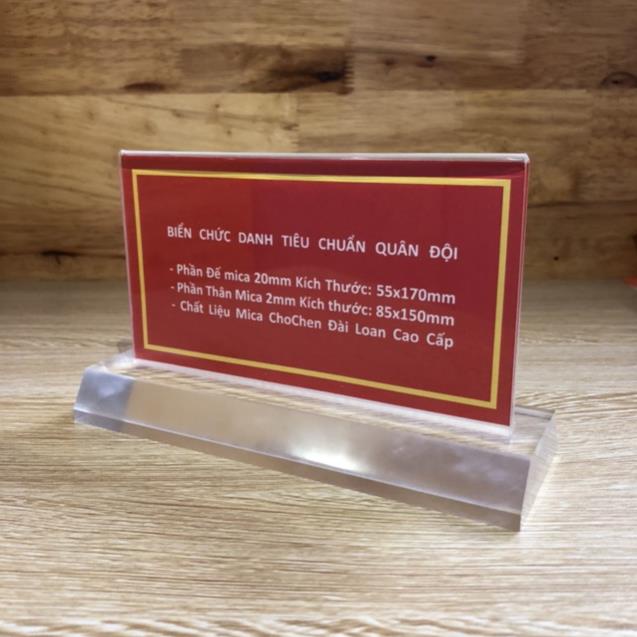 BIỂN CHỨC DANH TIÊU CHUẨN QUÂN ĐỘI
- Phần Đế mica 20mm Kích Thước: 55x170mm
- Phần Thân Mica 2mm Kích thước: 85x150mm
- Chất Liệu Mica ChoChen Đài Loan Cao Cấp